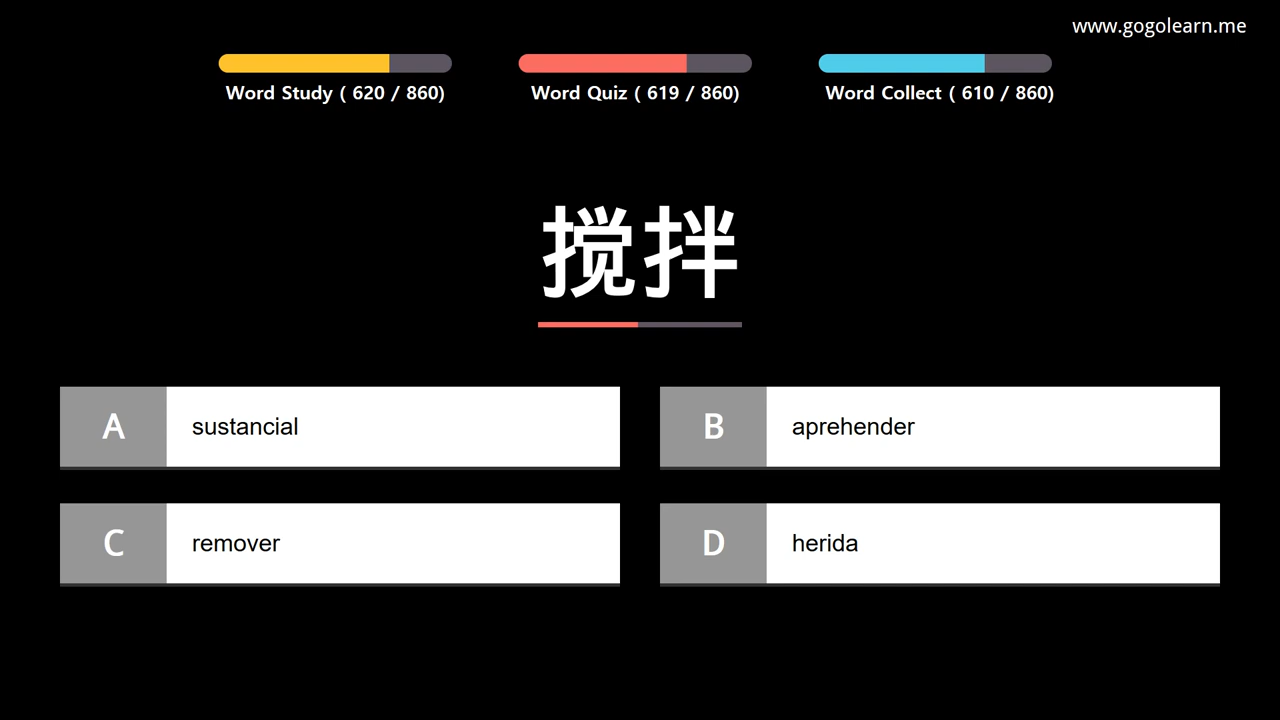 www.gogolearn.me
Word Study ( 620 / 860)
Word Quiz ( 619 / 860)
Word Collect ( 610 / 860)
搅拌
A sustancial
B aprehender
C remover
D herida